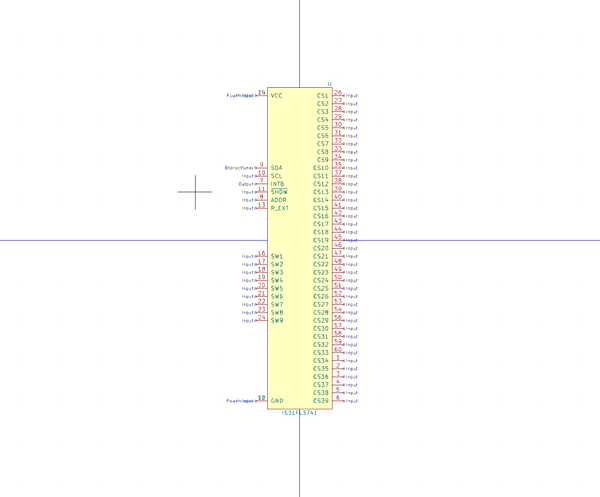 U
PowerInput 14 VCC CS1 26 Input
CS2 27 Input
CS3 28 Input
CS4 29 Input
CS5 30 Input
CS6 31 Input
CS7 32 Input
CS8 33 Input
CS9 34 Input
Bidirectional 9 SDA CS10 35 Input
Input 10 SCL CS11 37 Input
Output 7 INTB CS12 38 Input
Input 11 SHDW CS13 39 Input
Input 8 ADDR CS14 40 Input
Input 13 R_EXT CS15 41 Input
CS16 42 Input
CS17 43 Input
CS18 44 Input
CS19 45 Input
CS20 46 Input
Input 16 SW1 CS21 47 Input
Input 17 SW2 CS22 48 Input
Input 18 SW3 CS23 49 Input
Input 19 SW4 CS24 50 Input
Input 20 SW5 CS25 51 Input
Input 21 SW6 CS26 52 Input
Input 22 SW7 CS27 53 Input
Input 23 SW8 CS28 54 Input
Input 24 SW9 CS29 56 Input
CS30 57 Input
CS31 58 Input
CS32 59 Input
CS33 60 Input
CS34 1 Input
CS35 2 Input
CS36 3 Input
CS37 4 Input
CS38 5 Input
PowerInput GND CS39 6 Input
IS31FL3741